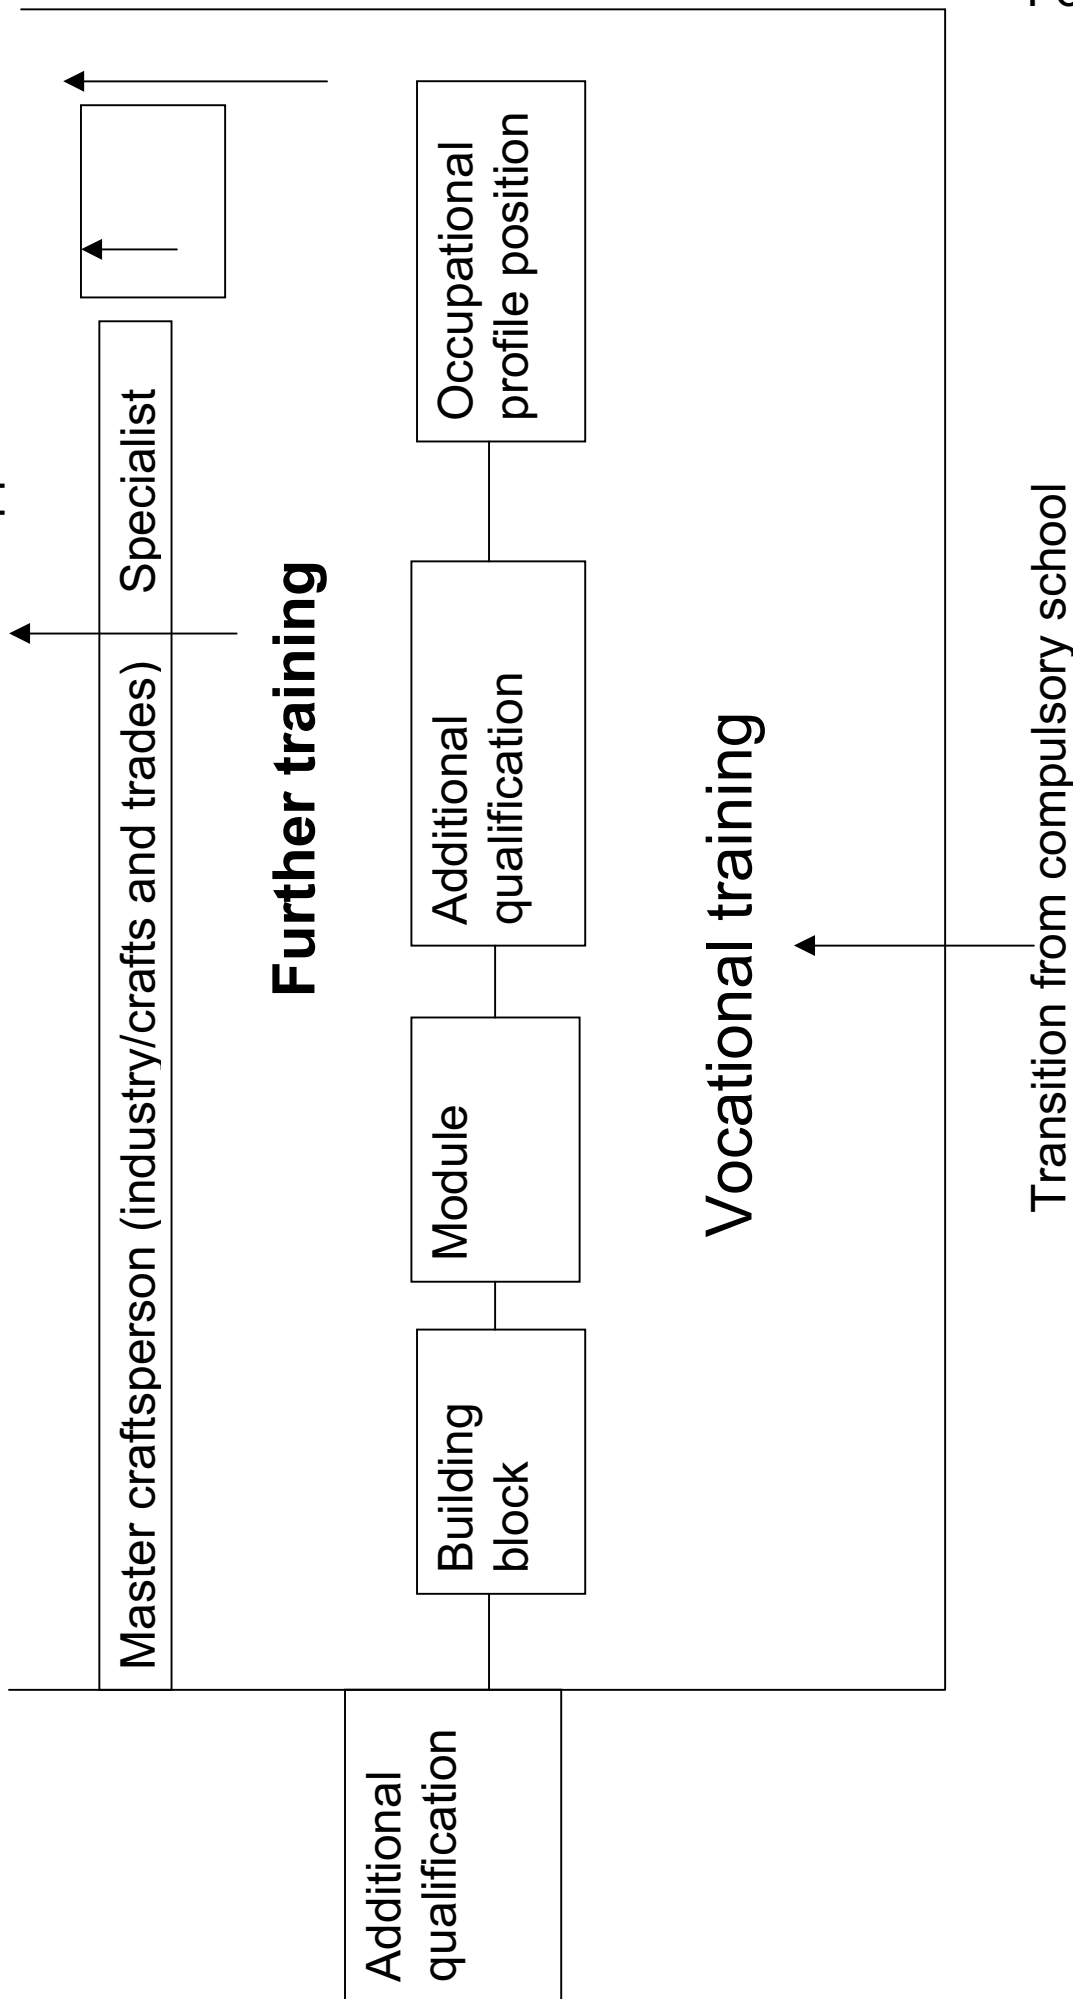 Master craftsperson (industry/crafts and trades)
Specialist
Further training
Additional
qualification
Building
block
Module
Additional
qualification
Occupational
profile position
Vocational training
Transition from compulsory school